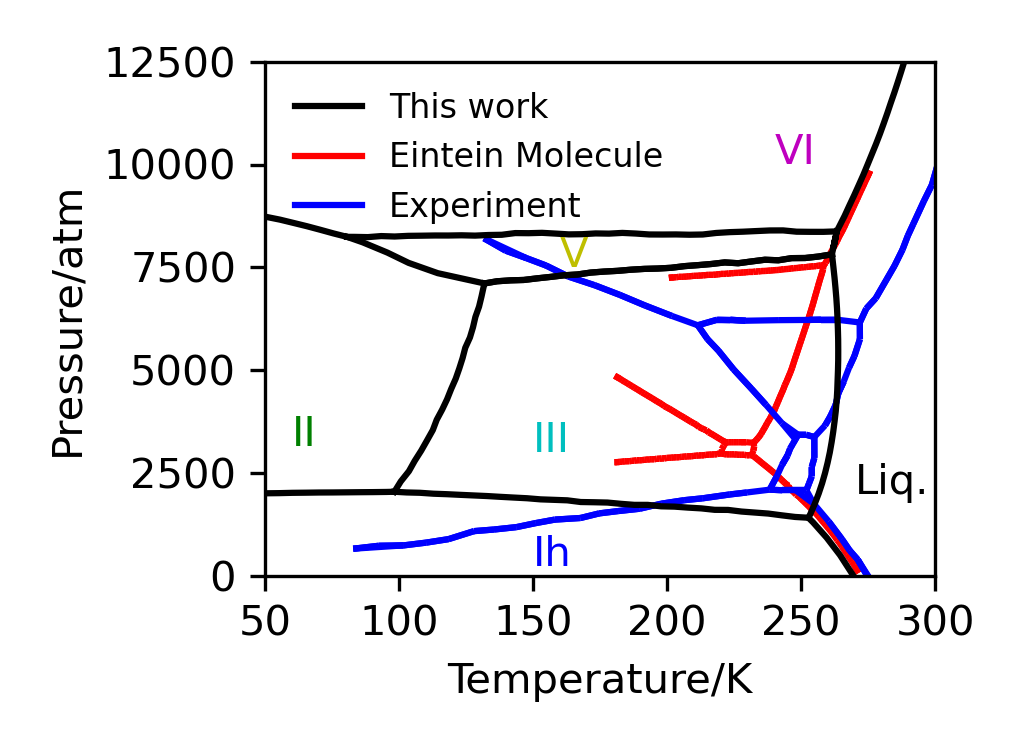 12500
10000
7500
5000
2500
0
Pressure/atm
This work
Eintein Molecule
Experiment
VI
V
II
III
Liq.
Ih
50 100 150 200 250 300
Temperature/K